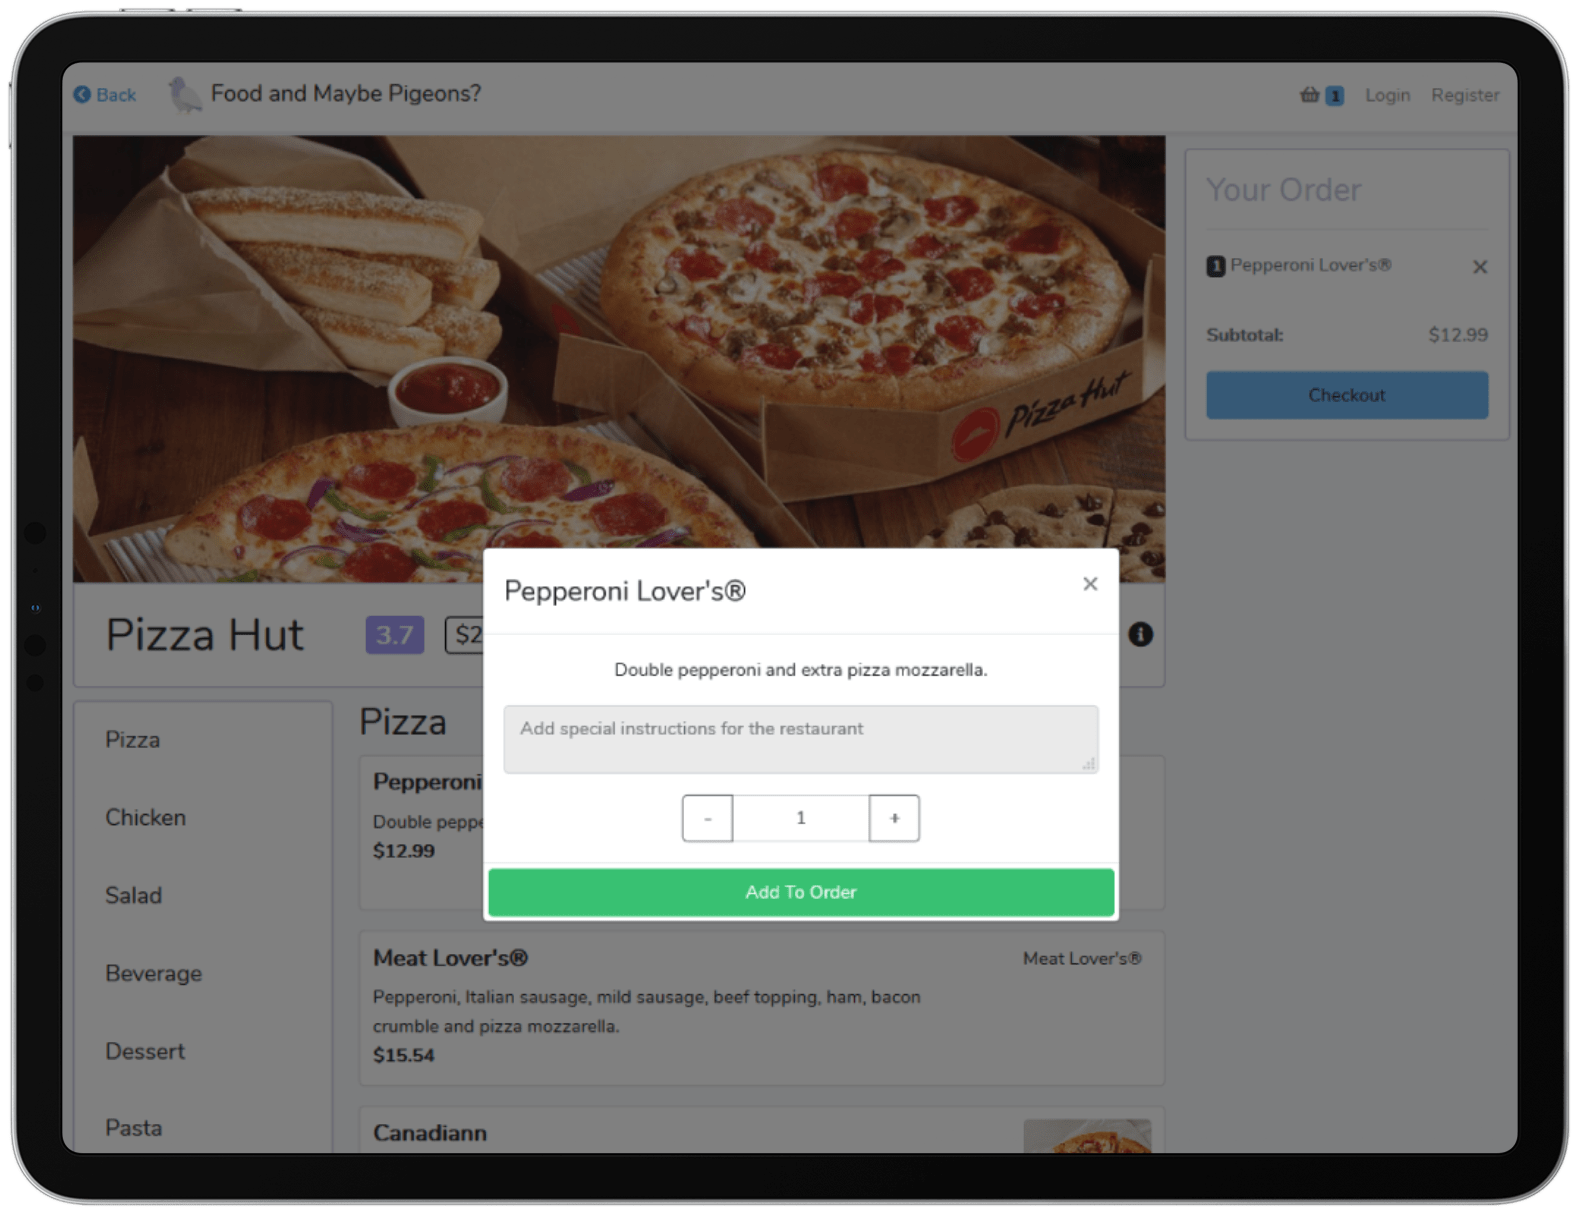 Back
Food and Maybe Pigeons?
1
Login
Register
Your Order
1 Pepperoni Lover's®
Subtotal: $12.99
Checkout
Pizza Hut
Pizza Hut
3.7
$2
Pepperoni Lover's®
Double pepperoni and extra pizza mozzarella.
Add special instructions for the restaurant
- 1 +
Add To Order
Pizza
Chicken
Salad
Beverage
Dessert
Pasta
Pizza
Pepperoni
Double peppe
$12.99
Meat Lover's®
Meat Lover's®
Pepperoni, Italian sausage, mild sausage, beef topping, ham, bacon
crumble and pizza mozzarella.
$15.54
Canadiann